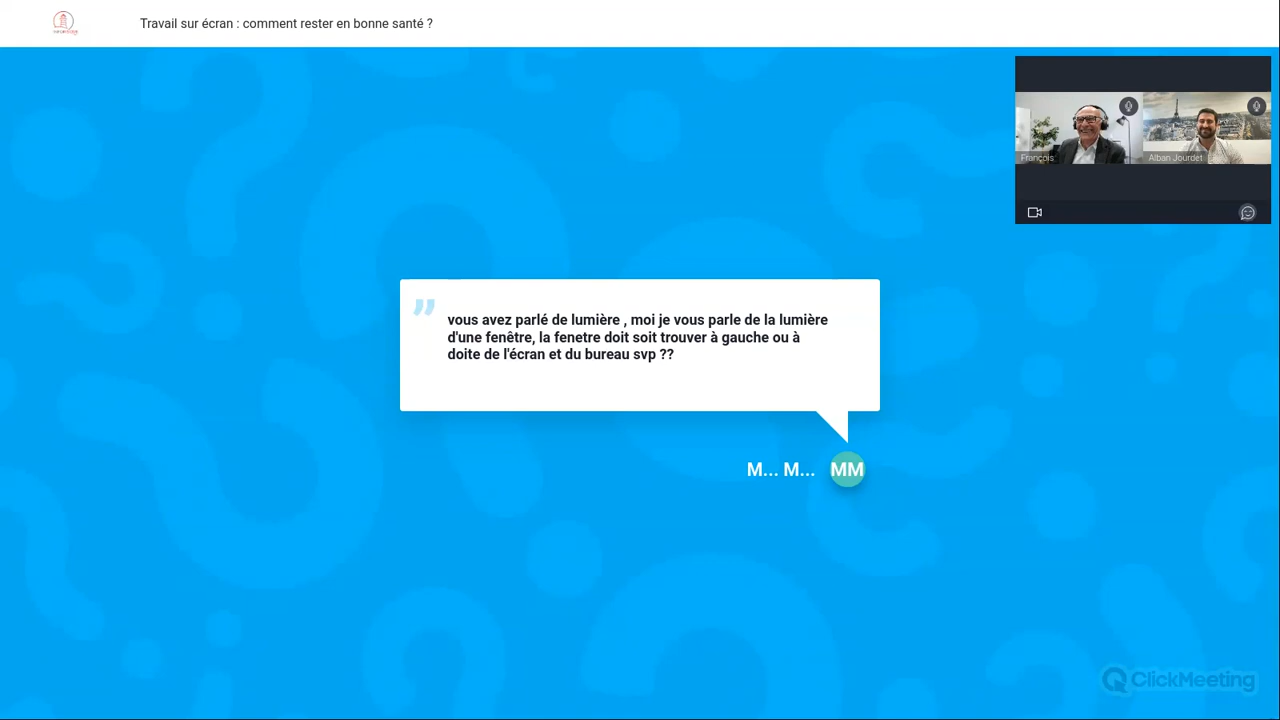 Travail sur écran : comment rester en bonne santé ?
François
Alban Jourdet
vous avez parlé de lumière , moi je vous parle de la lumière
d'une fenêtre, la fenetre doit soit trouver à gauche ou à
doite de l'écran et du bureau svp ??
M... M...
MM
ClickMeeting